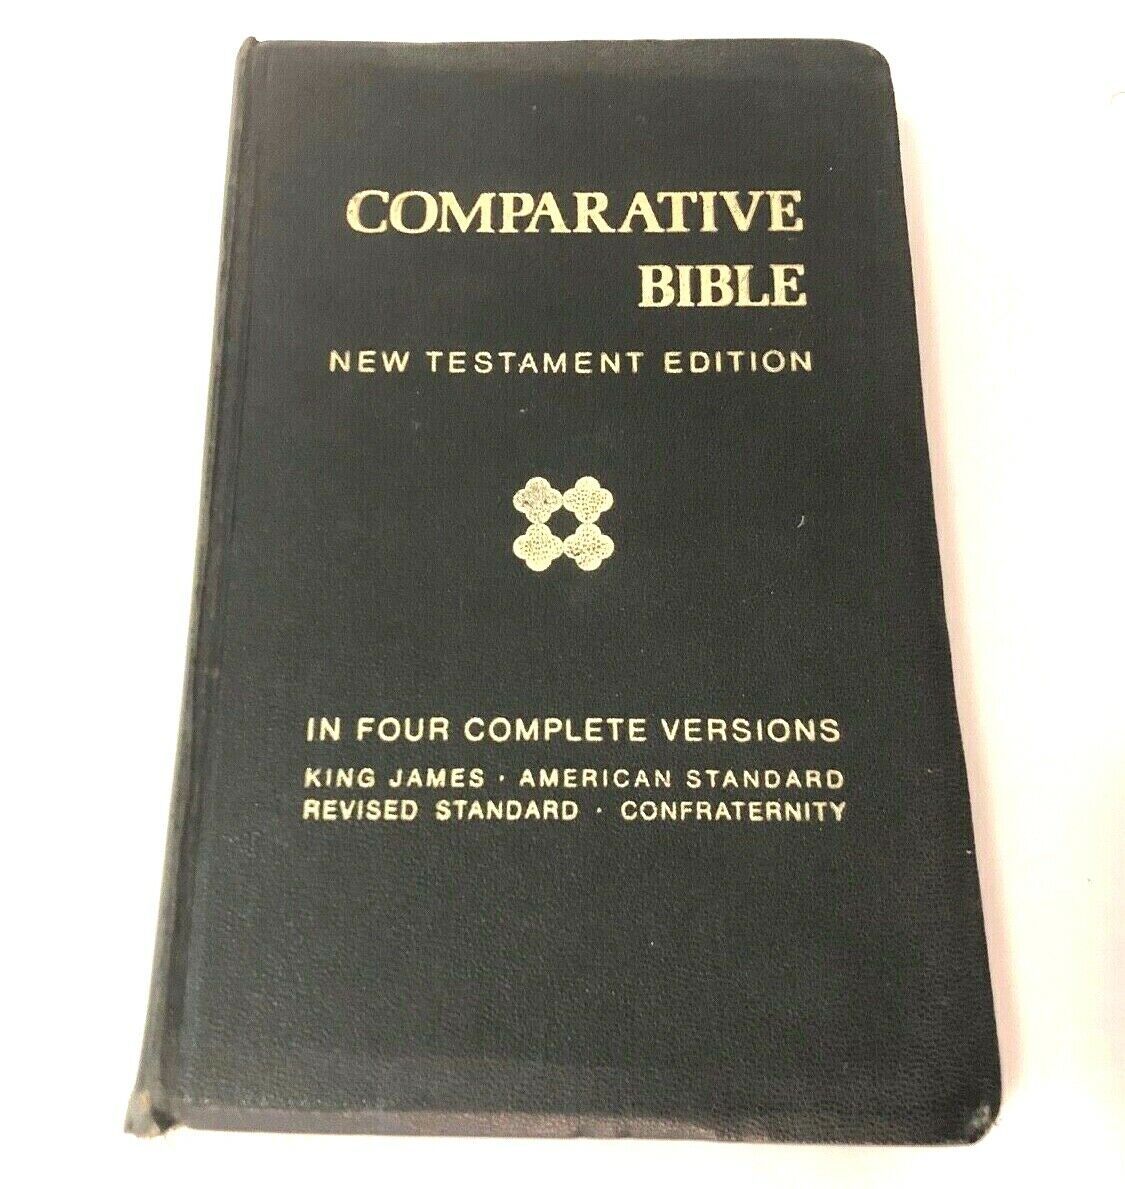 COMPARATIVE
BIBLE
NEW TESTAMENT EDITION
IN FOUR COMPLETE VERSIONS
KING JAMES · AMERICAN STANDARD
REVISED STANDARD · CONFRATERNITY